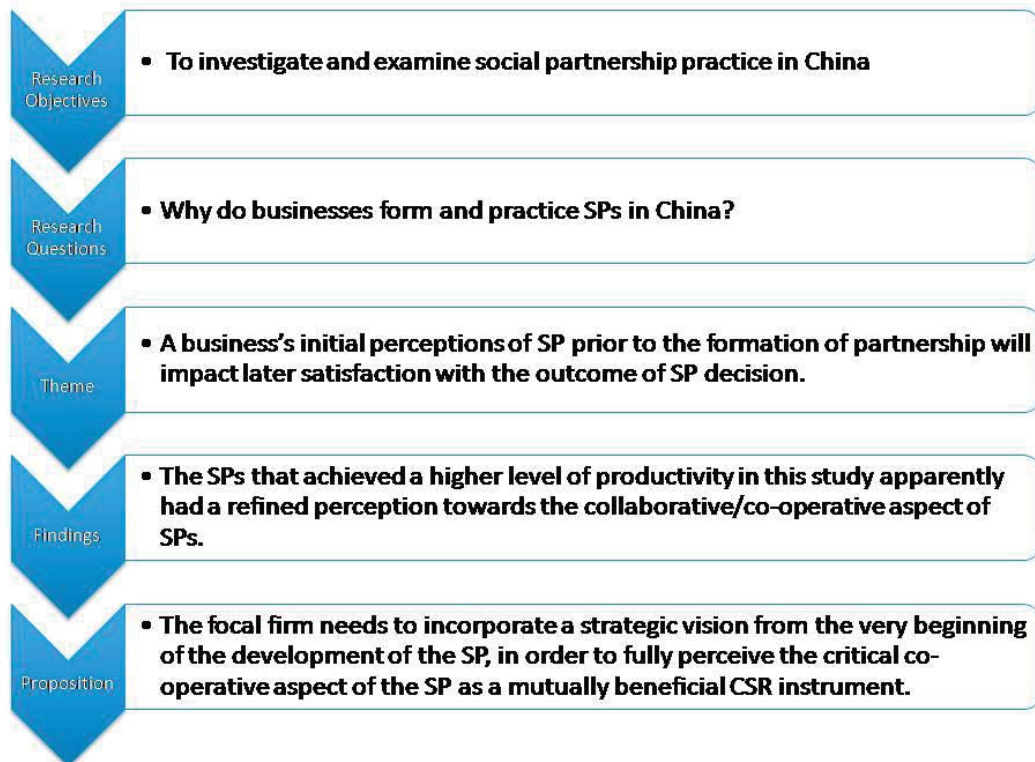 Research
Objectives
• To investigate and examine social partnership practice in China
Research
Questions
• Why do businesses form and practice SPs in China?
Theme
• A business's initial perceptions of SP prior to the formation of partnership will
impact later satisfaction with the outcome of SP decision.
Findings
• The SPs that achieved a higher level of productivity in this study apparently
had a refined perception towards the collaborative/co-operative aspect of
SPs.
Proposition
• The focal firm needs to incorporate a strategic vision from the very beginning
of the development of the SP, in order to fully perceive the critical co-
operative aspect of the SP as a mutually beneficial CSR instrument.